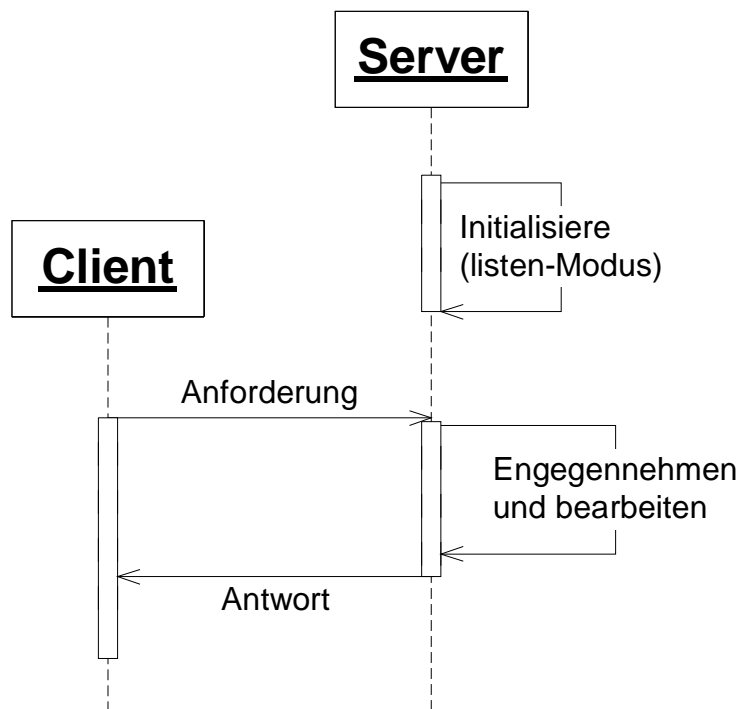 Server
Initialisiere
(listen-Modus)
Client
Anforderung
Engegennehmen
und bearbeiten
Antwort